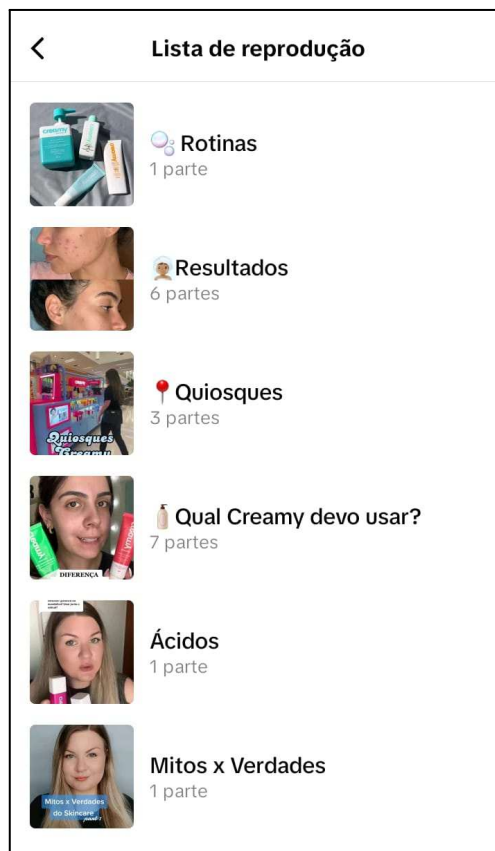 Lista de reprodução
Rotinas
1 parte
Resultados
6 partes
Quiosques
3 partes
Quiosques
Creamy
Qual Creamy devo usar?
7 partes
DIFERENÇA
Ácidos
1 parte
Mitos x Verdades
1 parte
Mitos x Verdades
do Skincare